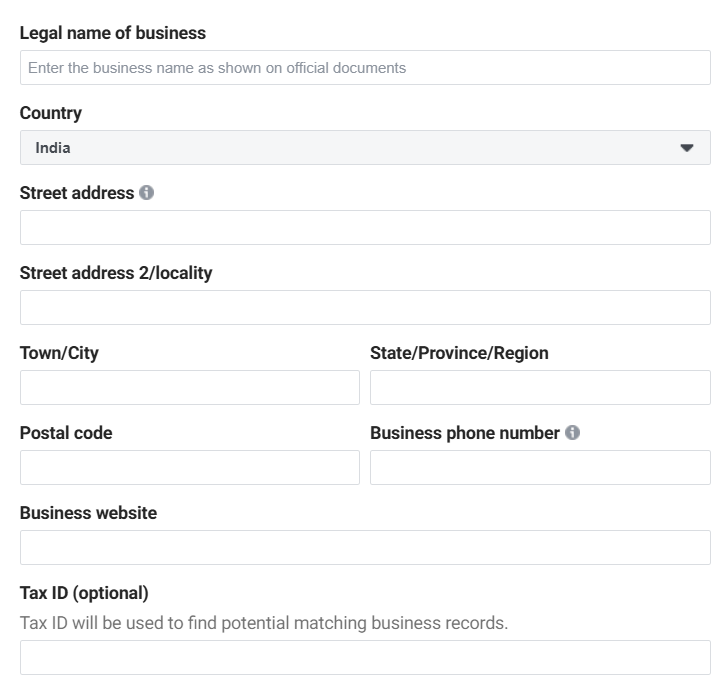 Legal name of business
Enter the business name as shown on official documents
Country
India
Street address
Street address 2/locality
Town/City
State/Province/Region
Postal code
Business phone number
Business website
Tax ID (optional)
Tax ID will be used to find potential matching business records.